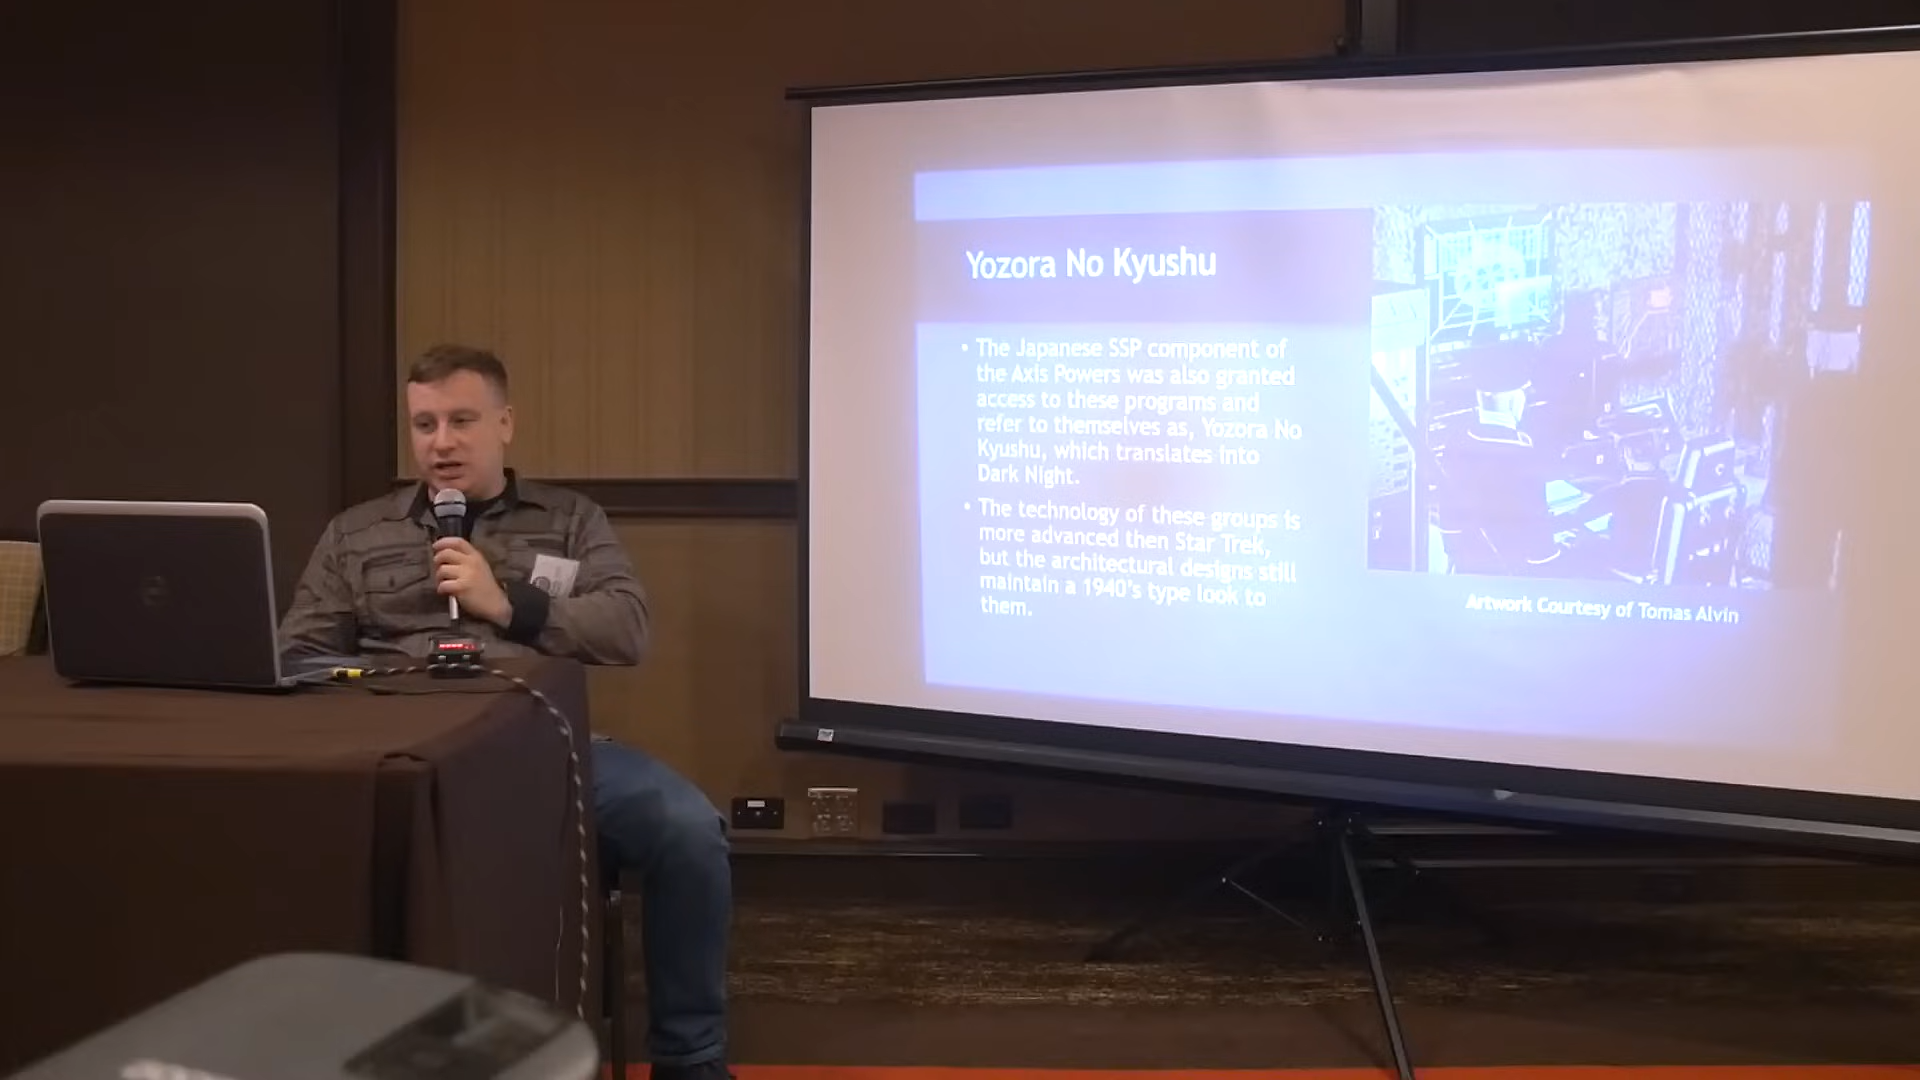 Yozora No Kyushu
• The Japanese SSP component of
the Axis Powers was also granted
access to these programs and
refer to themselves as, Yozora No
Kyushu, which translates into
Dark Night.
• The technology of these groups is
more advanced then Star Trek,
but the architectural designs still
maintain a 1940's type look to
them.
Artwork Courtesy of Tomas Alvin